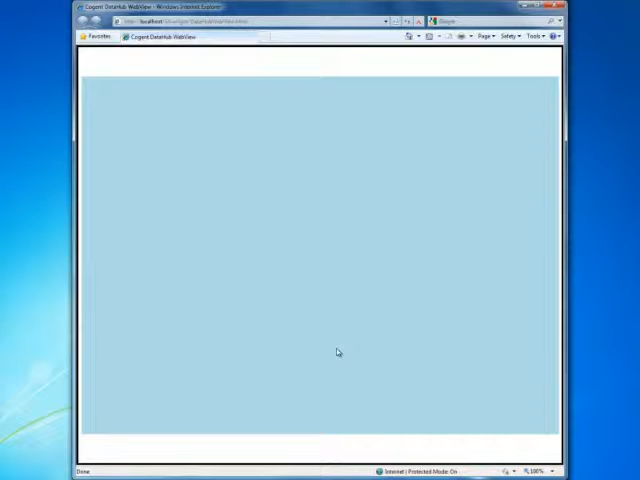 Cogent DataHub WebView - Windows Internet Explorer
Google
Favorites
Cogent DataHub WebView
Page
Safety
Tools
Done
Internet | Protected Mode: On
100%